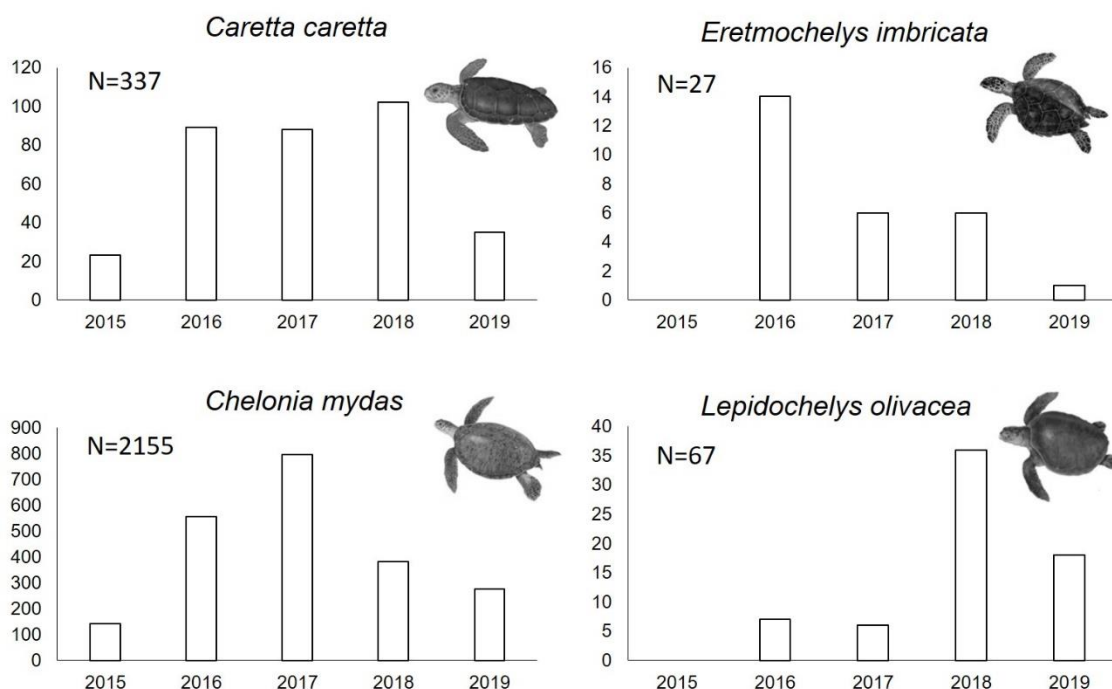 Caretta caretta
N=337
120
100
80
60
40
20
0
2015 2016 2017 2018 2019
Eretmochelys imbricata
N=27
16
14
12
10
8
6
4
2
0
2015 2016 2017 2018 2019
Chelonia mydas
N=2155
900
800
700
600
500
400
300
200
100
0
2015 2016 2017 2018 2019
Lepidochelys olivacea
N=67
40
35
30
25
20
15
10
5
0
2015 2016 2017 2018 2019